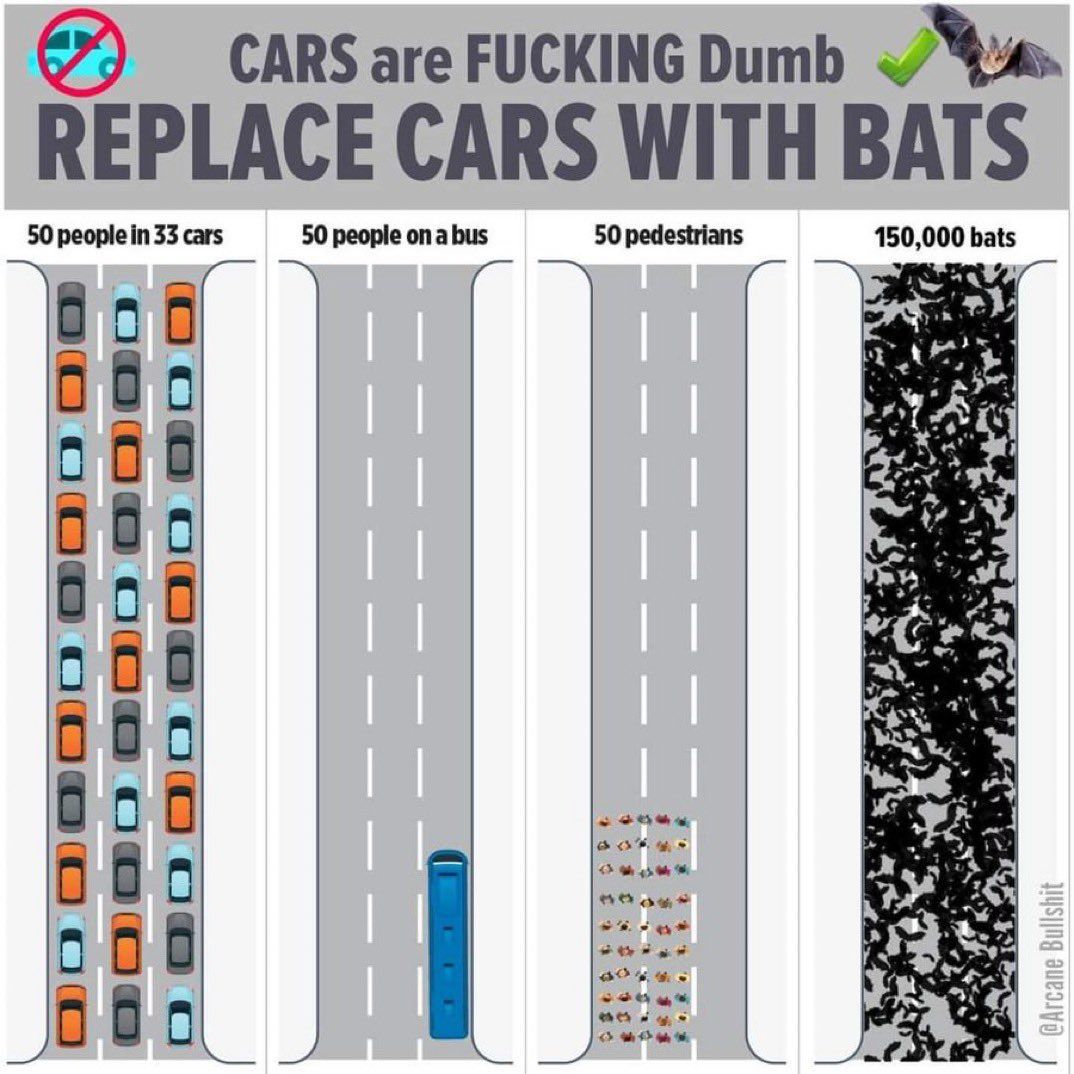 CARS are FUCKING Dumb
REPLACE CARS WITH BATS
50 people in 33 cars
50 people on a bus
50 pedestrians
150,000 bats
@Arcane Bullshit